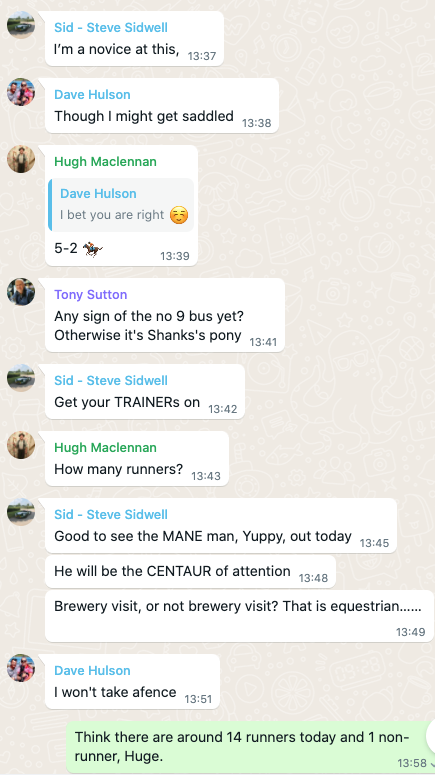 Sid - Steve Sidwell
I'm a novice at this,
13:37
Dave Hulson
Though I might get saddled
13:38
Hugh Maclennan
Dave Hulson
I bet you are right ☺️
5-2 🏇
13:39
Tony Sutton
Any sign of the no 9 bus yet?
Otherwise it's Shanks's pony
13:41
Sid - Steve Sidwell
Get your TRAINERs on
13:42
Hugh Maclennan
How many runners?
13:43
Sid - Steve Sidwell
Good to see the MANE man, Yuppy, out today
13:45
He will be the CENTAUR of attention
13:48
Brewery visit, or not brewery visit? That is equestrian......
13:49
Dave Hulson
I won't take afence
13:51
Think there are around 14 runners today and 1 non-
runner, Huge.
13:58